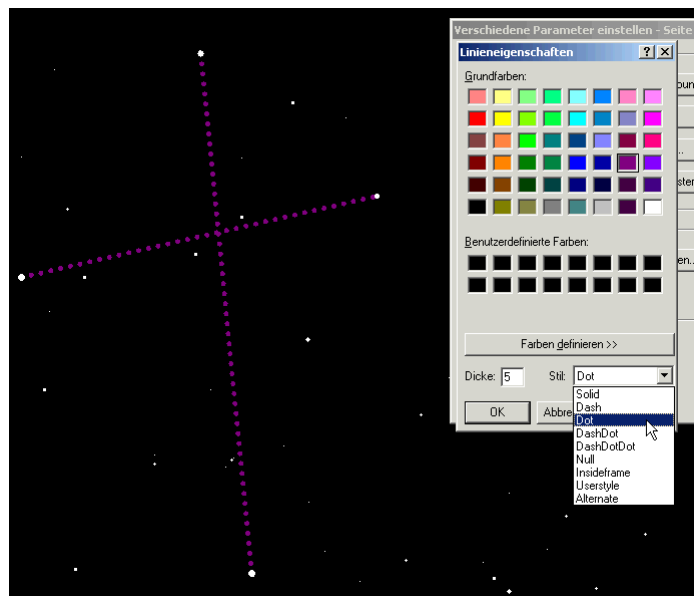 Verschiedene Parameter einstellen - Seite
Linieneigenschaften
Grundfarben:
Benutzerdefinierte Farben:
Farben definieren >>
Dicke: 5 Stil: Dot
OK Abbre
Solid
Dash
Dot
DashDot
DashDotDot
Null
Insideframe
Userstyle
Alternate